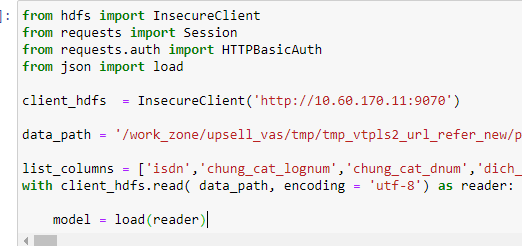 ]: from hdfs import InsecureClient
from requests import Session
from requests.auth import HTTPBasicAuth
from json import load
client_hdfs  = InsecureClient('http://10.60.170.11:9070')
data_path = '/work_zone/upsell_vas/tmp/tmp_vtpls2_url_refer_new/p
list_columns = ['isdn','chung_cat_lognum','chung_cat_dnum','dich_
with client_hdfs.read( data_path, encoding = 'utf-8') as reader:
    model = load(reader)